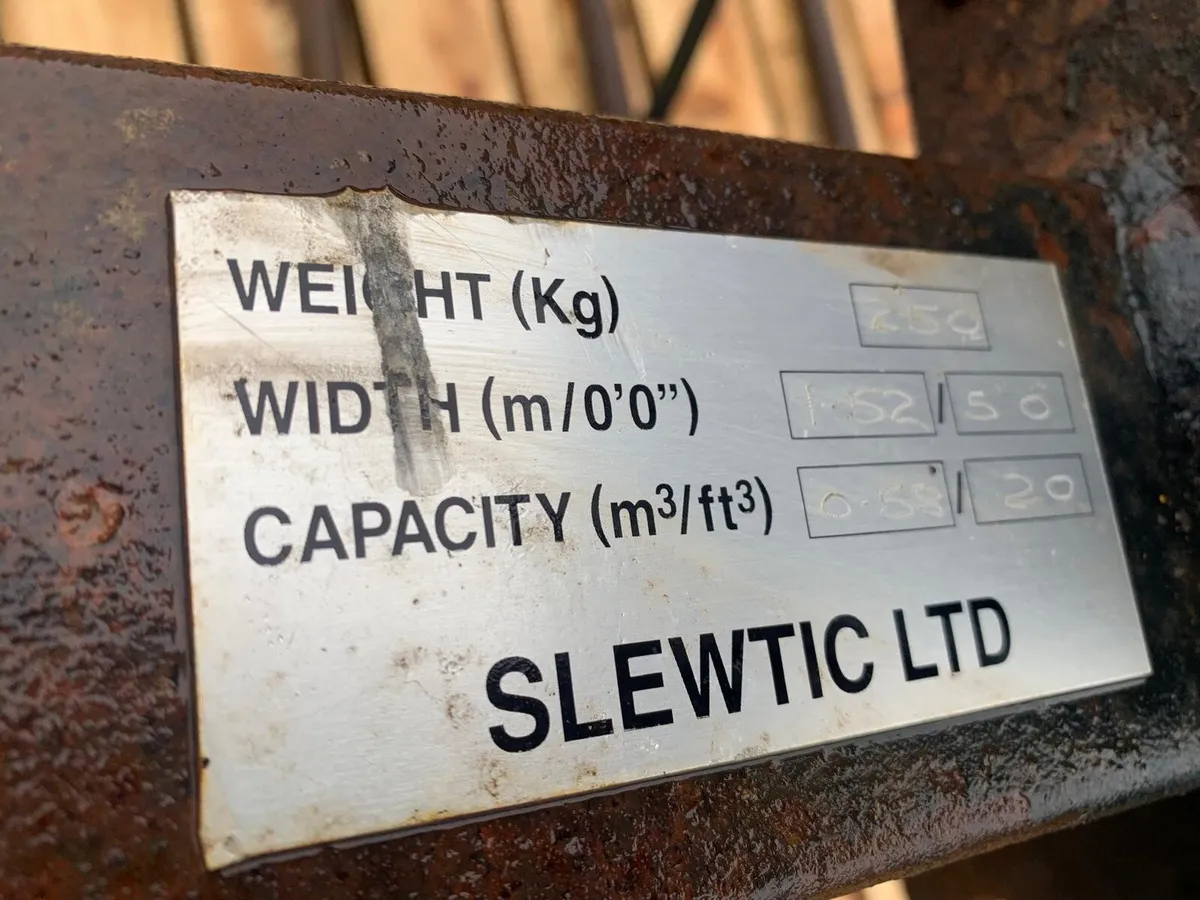 WEIGHT (Kg) 250
WIDTH (m/0'0") 1.52 / 5'0"
CAPACITY (m³/ft³) 0.58 / 20
SLEWTIC LTD